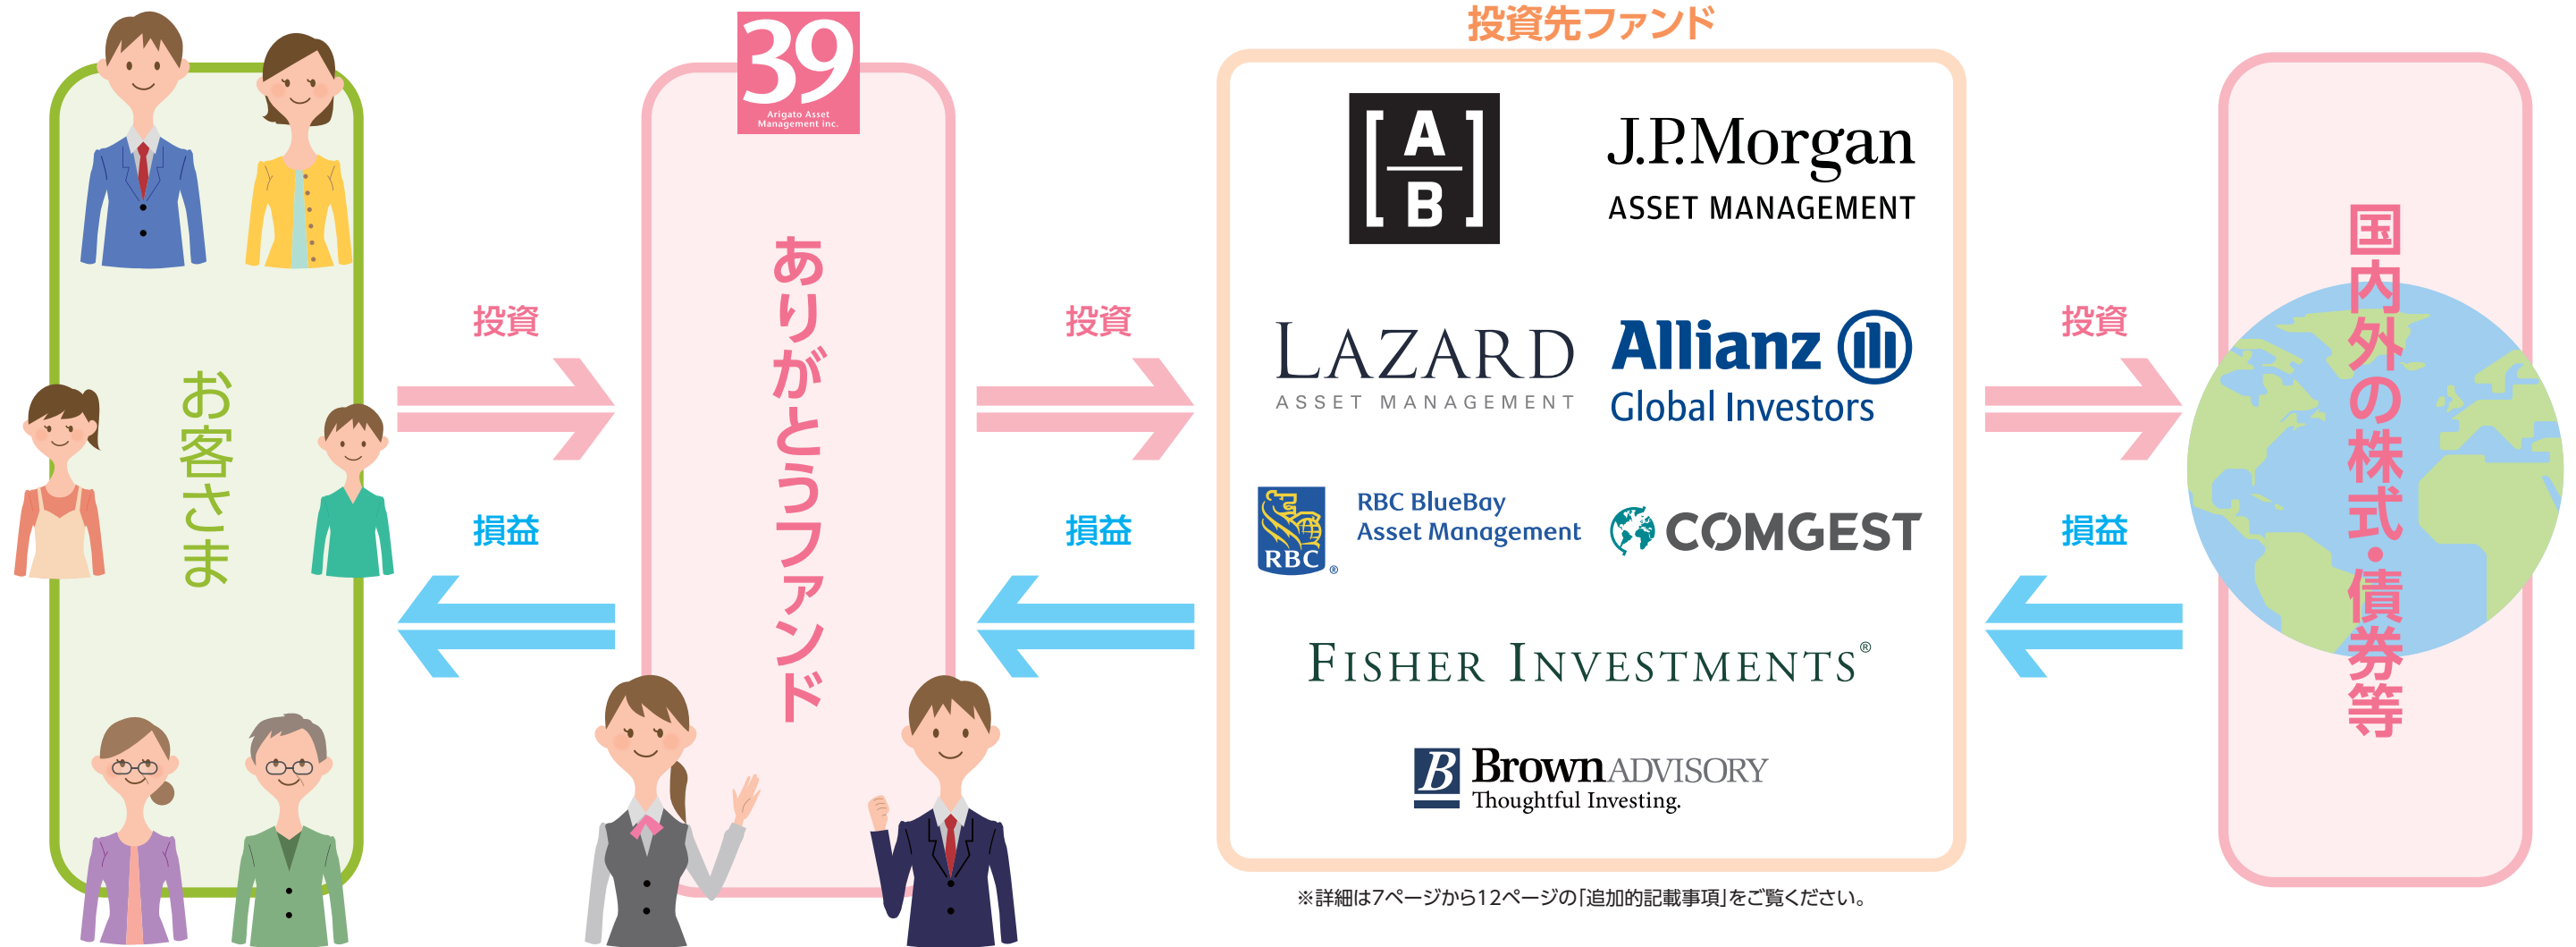 お客さま
投資
損益
39
Arigato Asset
Management inc.
ありがとうファンド
投資
損益
投資先ファンド
[A
B]
J.P.Morgan
ASSET MANAGEMENT
LAZARD
ASSET MANAGEMENT
Allianz
Global Investors
RBC®
RBC BlueBay
Asset Management
COMGEST
FISHER INVESTMENTS®
B
Brown ADVISORY
Thoughtful Investing.
※詳細は7ページから12ページの「追加的記載事項」をご覧ください。
投資
損益
国内外の株式・債券等